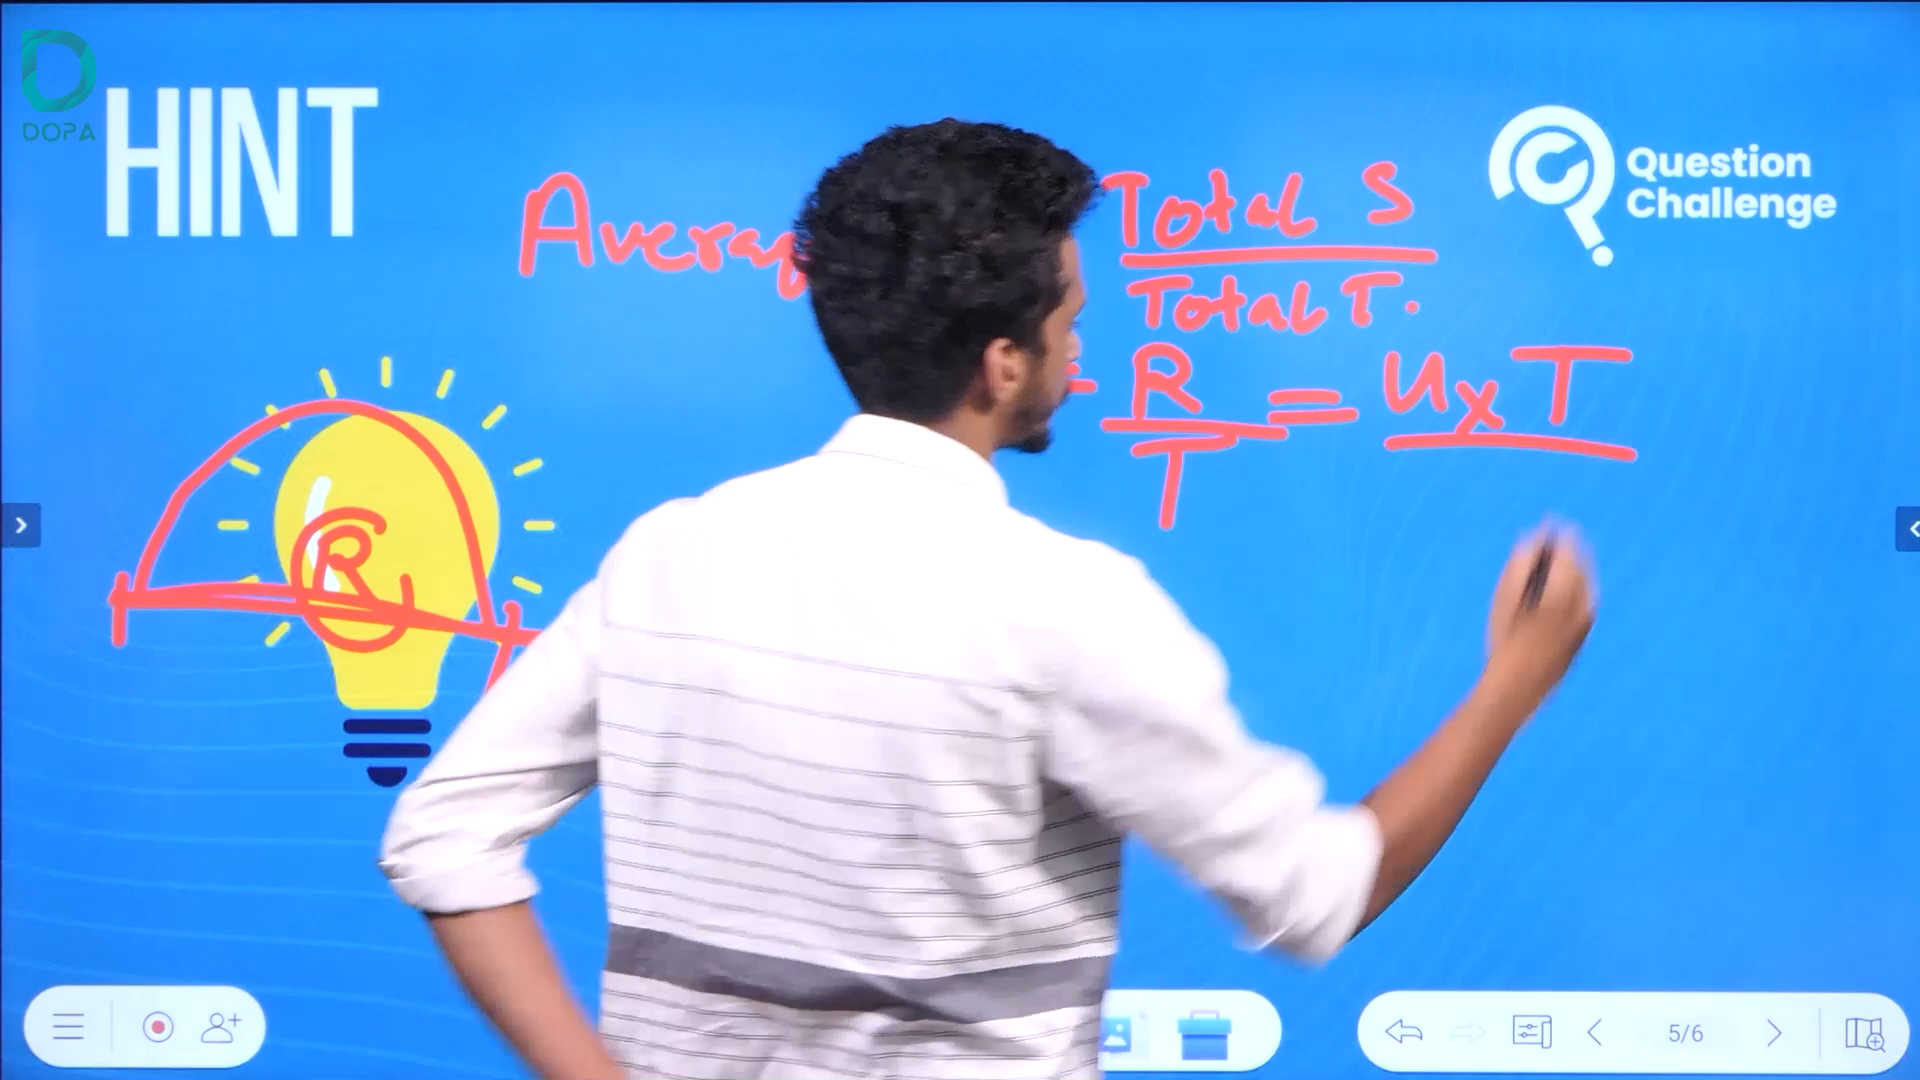 DOPA
HINT
Question
Challenge
Total S
Total T.
R = u x T
T
R
5/6